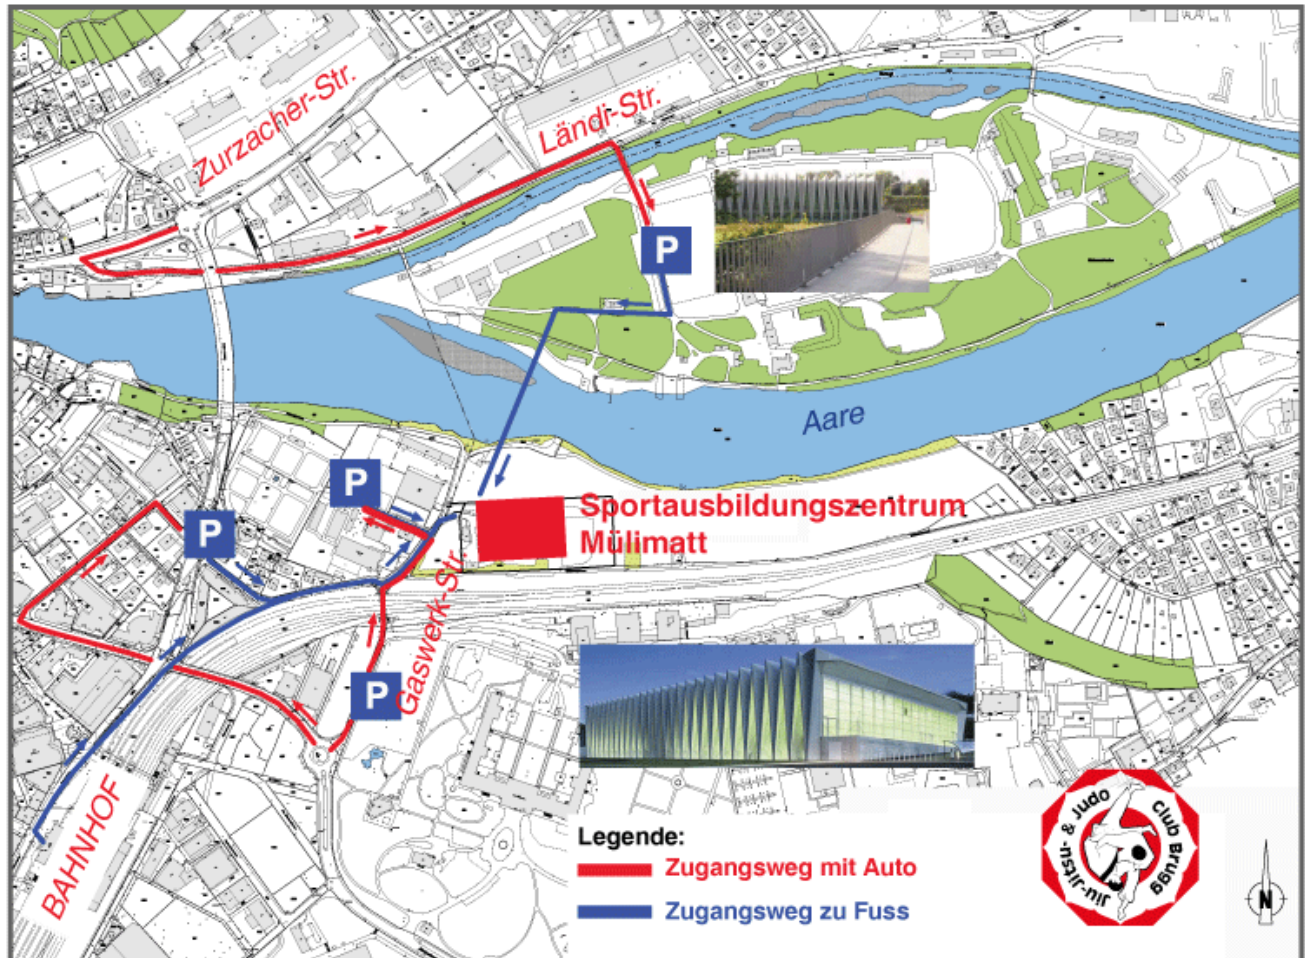 Zurzacher-Str.
Ländi-Str.
P
Aare
P
Sportausbildungszentrum
Mülimatt
P
Gaswerk-Str.
P
BAHNHOF
Legende:
Zugangsweg mit Auto
Zugangsweg zu Fuss
Jiu-Jitsu- & Judo
Club Brugg
N